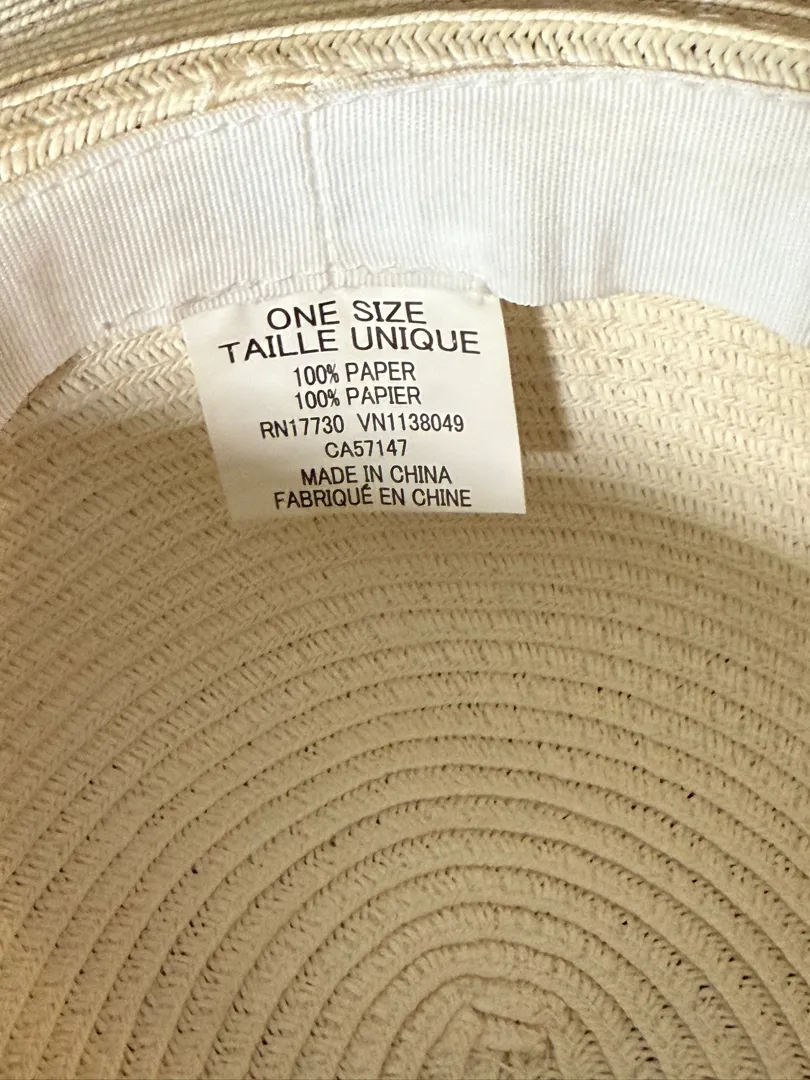 ONE SIZE
TAILLE UNIQUE
100% PAPER
100% PAPIER
RN17730 VN1138049
CA57147
MADE IN CHINA
FABRIQUÉ EN CHINE